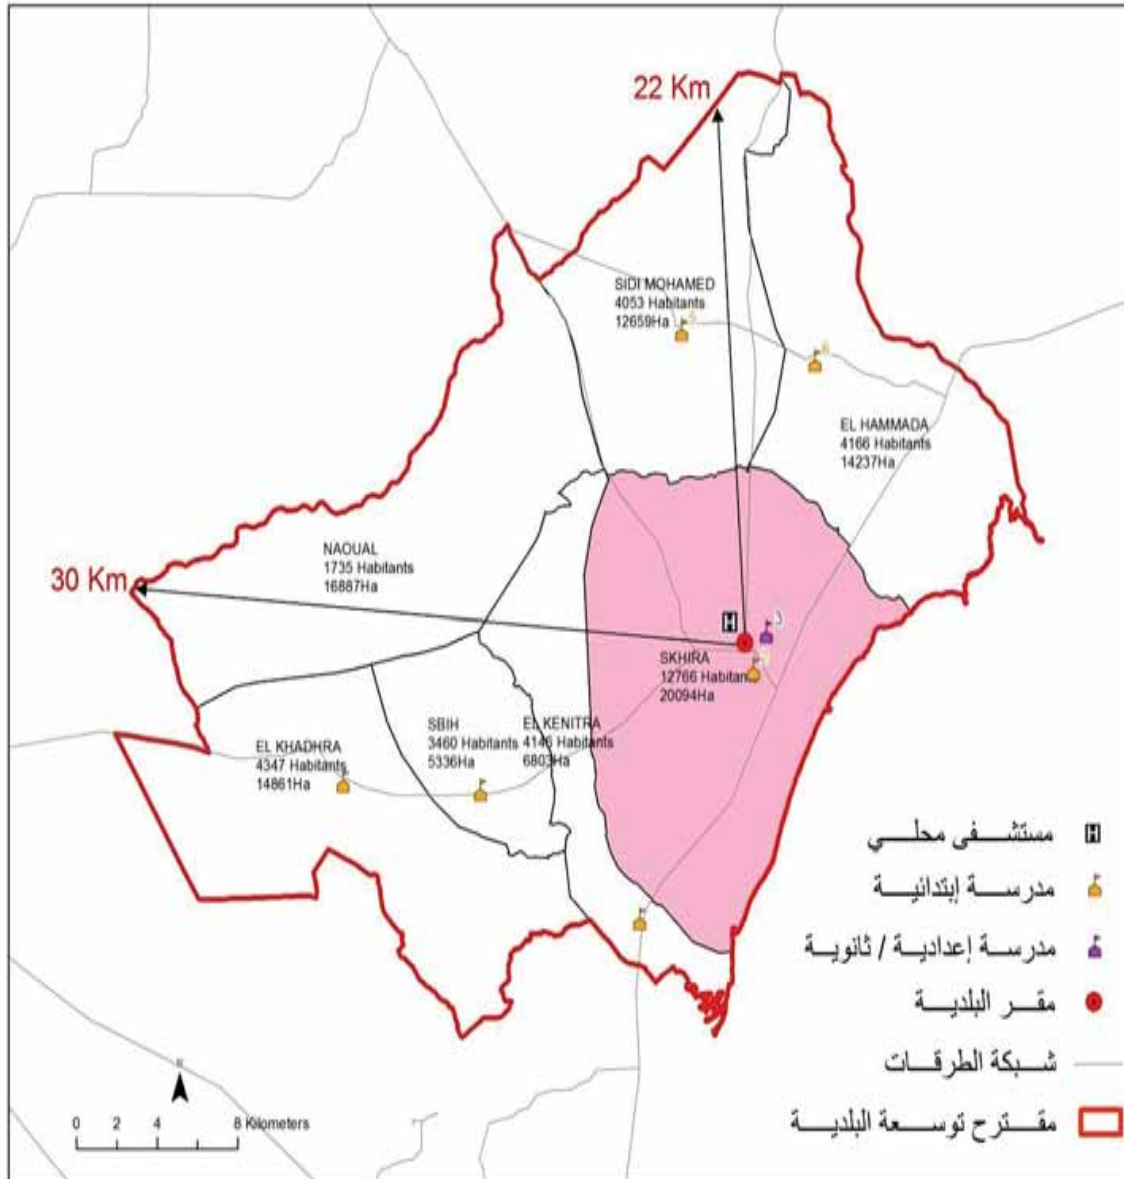 22 Km
SIDI MOHAMED
4053 Habitants
12659Ha
EL HAMMADA
4166 Habitants
14237Ha
NAOUAL
1735 Habitants
16887Ha
30 Km
H
3
SKHIRA
12766 Habitants
20094Ha
SBIH
3460 Habitants
5336Ha
EL KENITRA
4146 Habitants
6803Ha
EL KHADHRA
4347 Habitants
14861Ha
مستشفى محلي
مدرسة إبتدائية
مدرسة إعدادية / ثانوية
مقر البلدية
شبكة الطرقات
مقترح توسعة البلدية
0 2 4 8 Kilometers